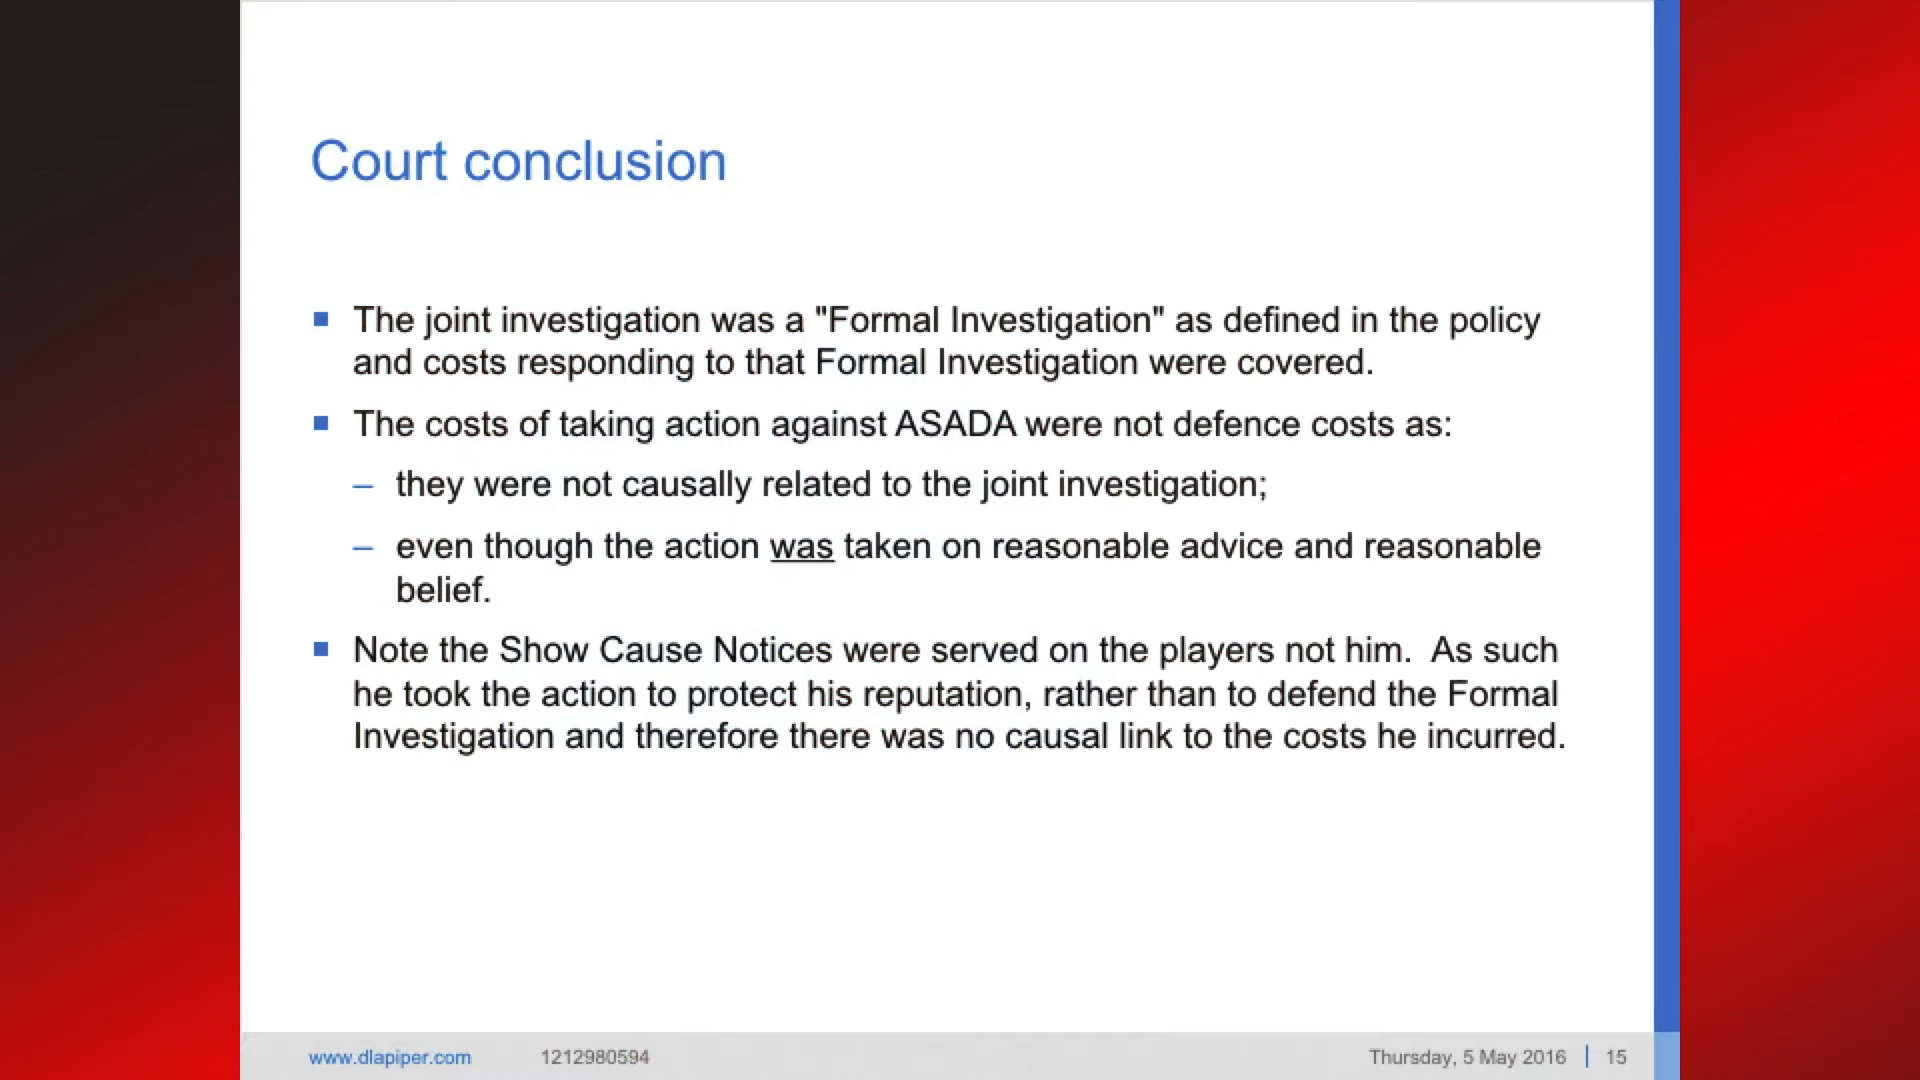 Court conclusion
The joint investigation was a "Formal Investigation" as defined in the policy
and costs responding to that Formal Investigation were covered.
The costs of taking action against ASADA were not defence costs as:
– they were not causally related to the joint investigation;
– even though the action was taken on reasonable advice and reasonable
belief.
Note the Show Cause Notices were served on the players not him. As such
he took the action to protect his reputation, rather than to defend the Formal
Investigation and therefore there was no causal link to the costs he incurred.
www.dlapiper.com 1212980594 Thursday, 5 May 2016 | 15